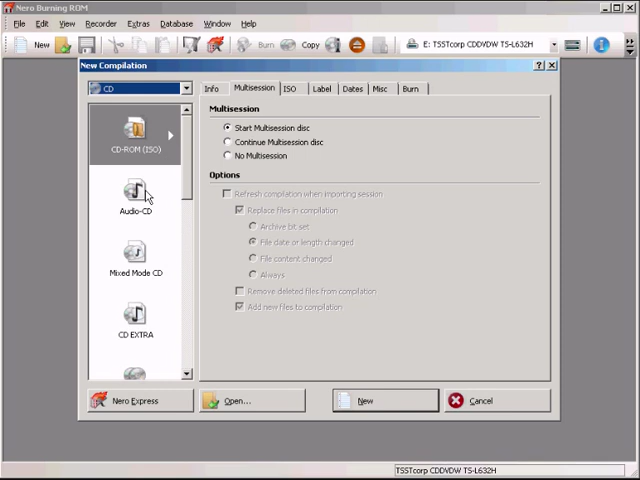 Nero Burning ROM
File Edit View Recorder Extras Database Window Help
New Burn Copy E: TSSTcorp CDDVDW TS-L632H
New Compilation
CD
Info Multisession ISO Label Dates Misc Burn
Multisession
Start Multisession disc
Continue Multisession disc
No Multisession
Options
Refresh compilation when importing session
Replace files in compilation
Archive bit set
File date or length changed
File content changed
Always
Remove deleted files from compilation
Add new files to compilation
CD-ROM (ISO)
Audio-CD
Mixed Mode CD
CD EXTRA
Nero Express Open... New Cancel
TSSTcorp CDDVDW TS-L632H